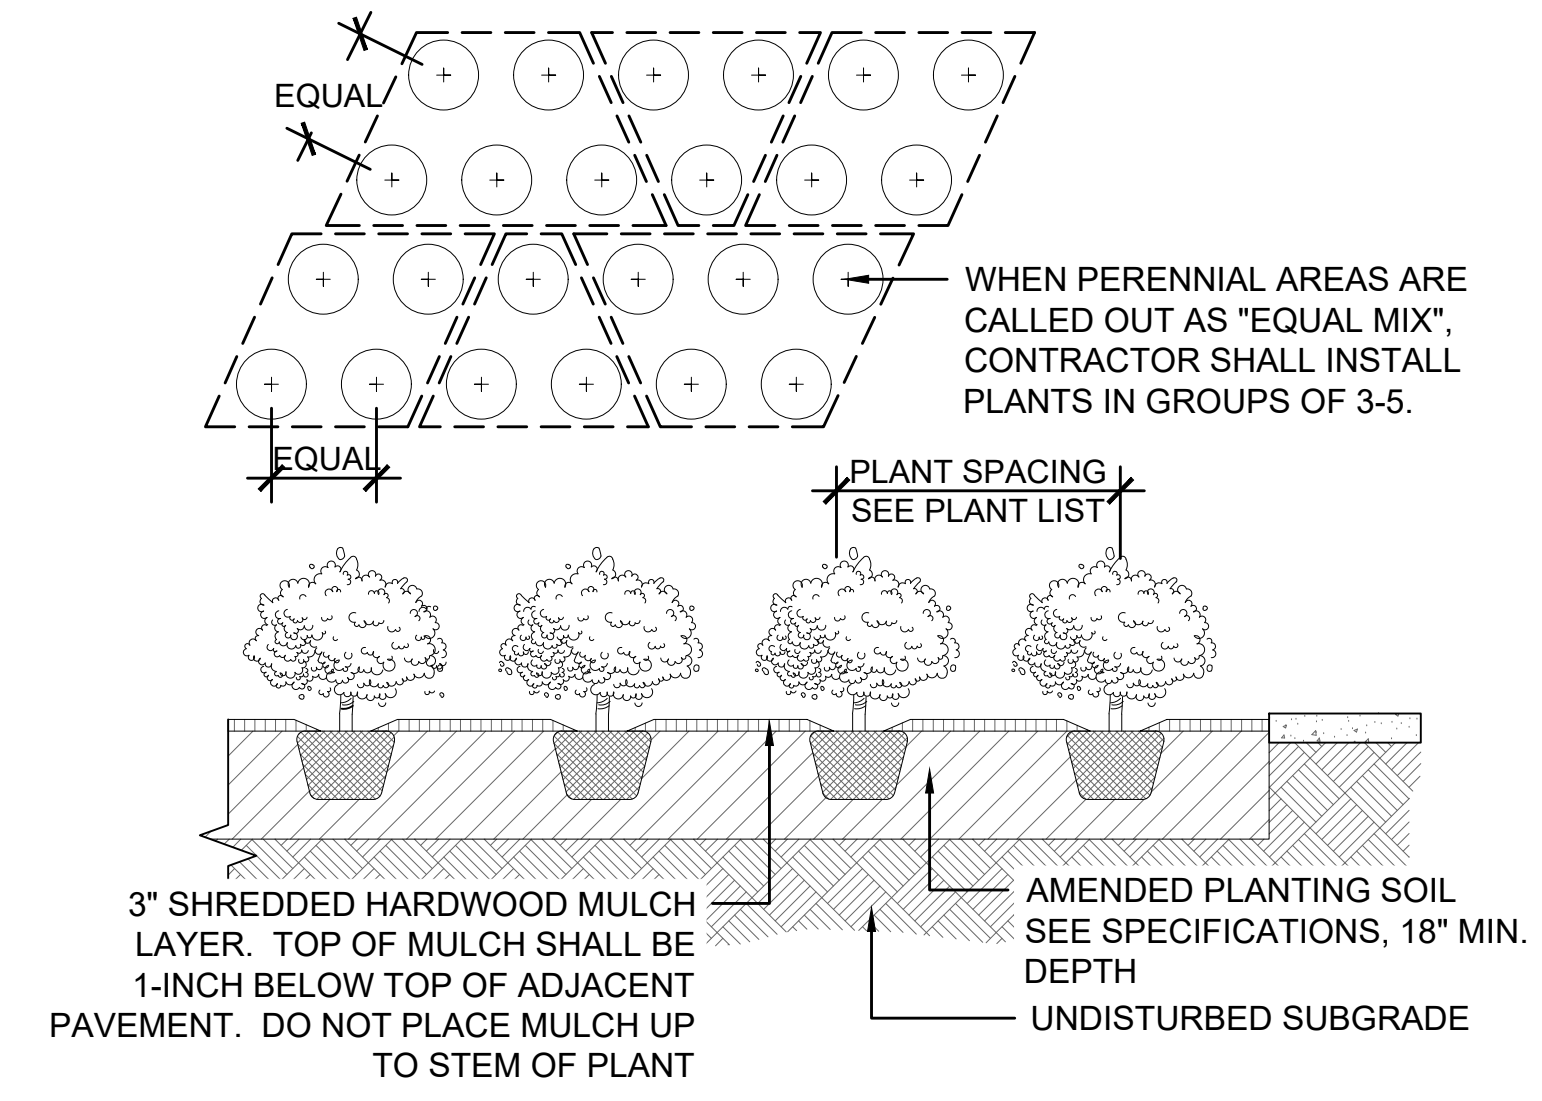 EQUAL
WHEN PERENNIAL AREAS ARE
CALLED OUT AS "EQUAL MIX",
CONTRACTOR SHALL INSTALL
PLANTS IN GROUPS OF 3-5.
EQUAL
PLANT SPACING
SEE PLANT LIST
3" SHREDDED HARDWOOD MULCH
LAYER. TOP OF MULCH SHALL BE
1-INCH BELOW TOP OF ADJACENT
PAVEMENT. DO NOT PLACE MULCH UP
TO STEM OF PLANT
AMENDED PLANTING SOIL
SEE SPECIFICATIONS, 18" MIN.
DEPTH
UNDISTURBED SUBGRADE